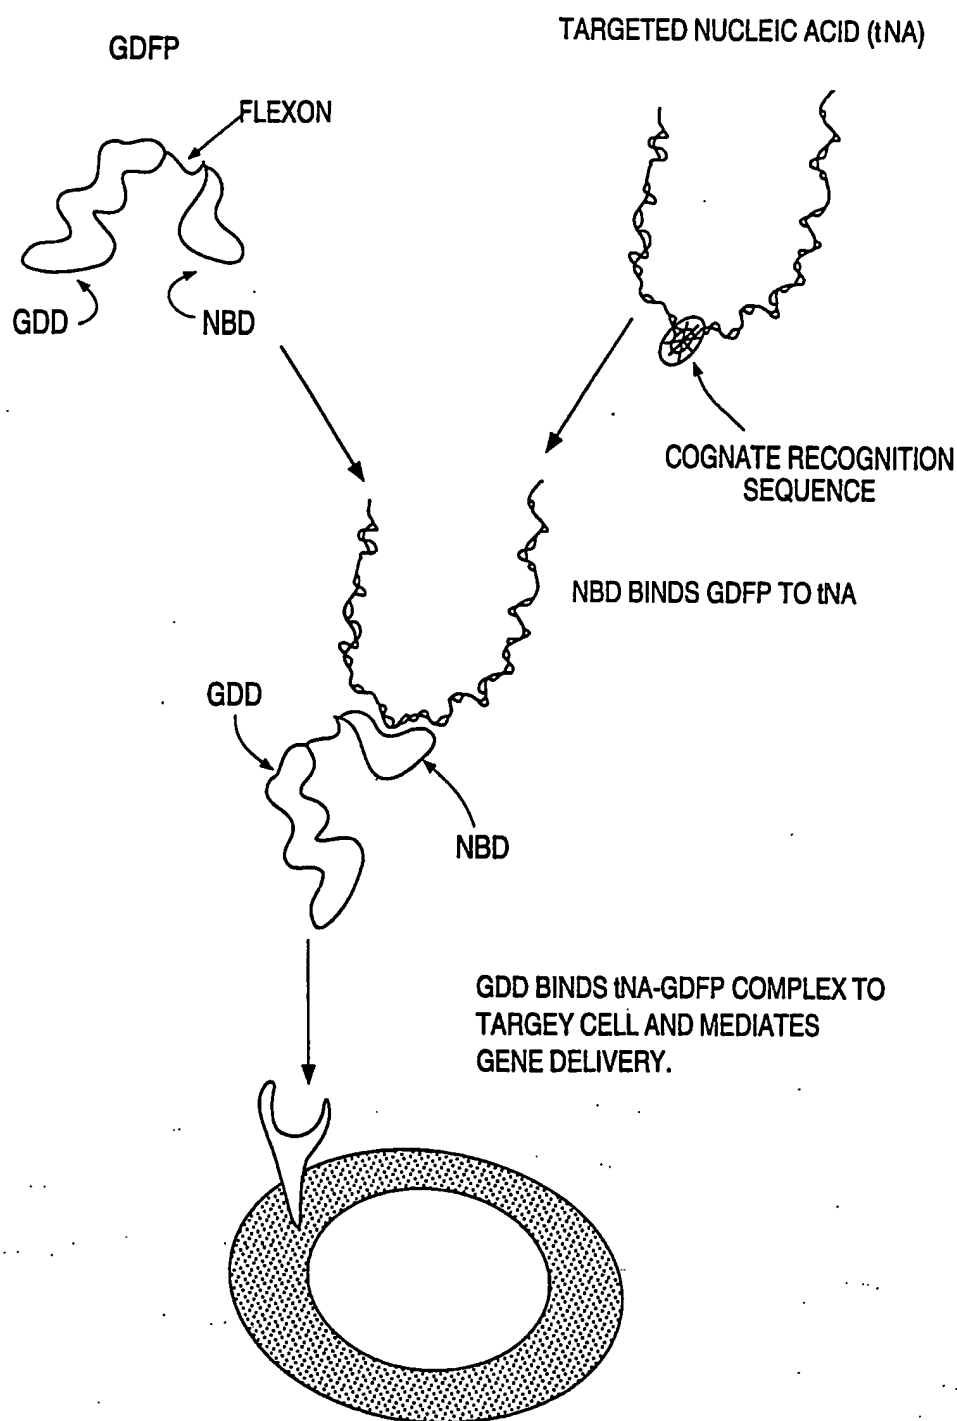 GDFP
TARGETED NUCLEIC ACID (tNA)
FLEXON
GDD
NBD
COGNATE RECOGNITION
SEQUENCE
NBD BINDS GDFP TO tNA
GDD
NBD
GDD BINDS tNA-GDFP COMPLEX TO
TARGEY CELL AND MEDIATES
GENE DELIVERY.